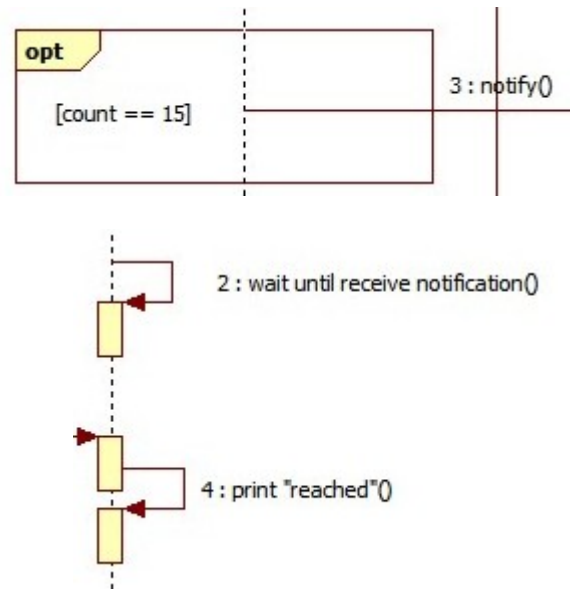 opt
3 : notify()
[count == 15]
2 : wait until receive notification()
4 : print "reached"()